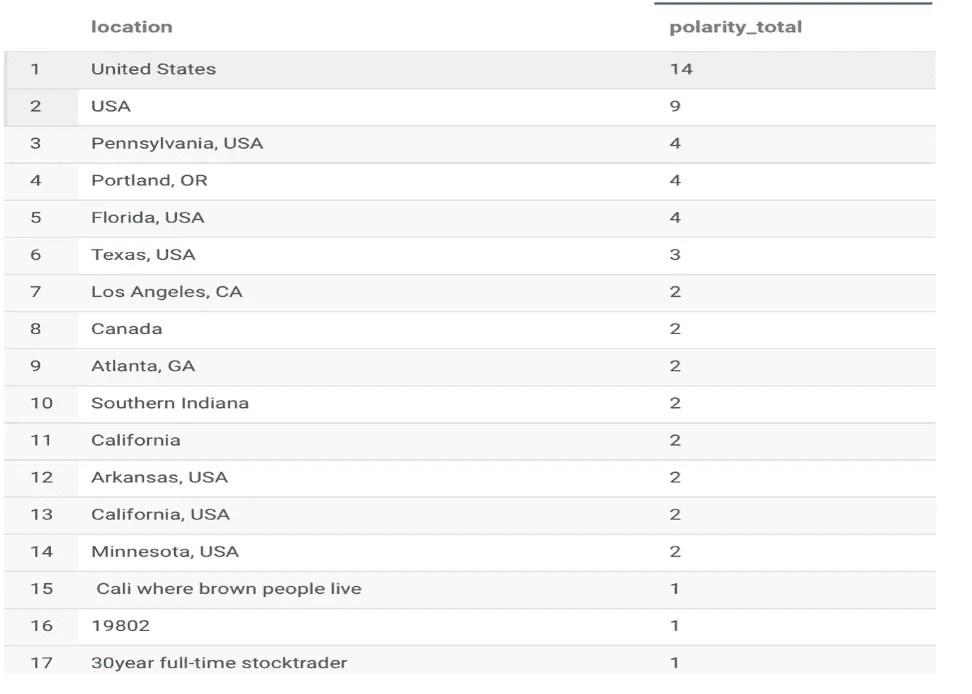 location polarity_total
1 United States 14
2 USA 9
3 Pennsylvania, USA 4
4 Portland, OR 4
5 Florida, USA 4
6 Texas, USA 3
7 Los Angeles, CA 2
8 Canada 2
9 Atlanta, GA 2
10 Southern Indiana 2
11 California 2
12 Arkansas, USA 2
13 California, USA 2
14 Minnesota, USA 2
15 Cali where brown people live 1
16 19802 1
17 30year full-time stocktrader 1